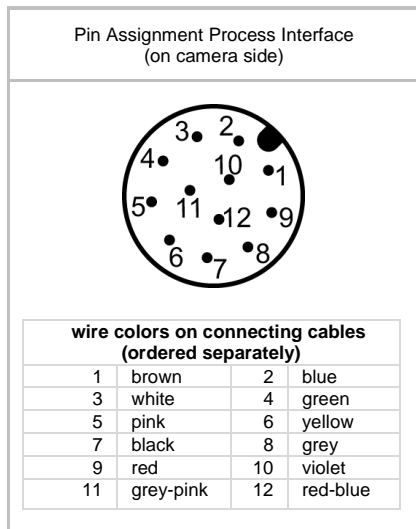 Pin Assignment Process Interface
(on camera side)
3 2
4 10 1
5 11 12 9
6 7 8
wire colors on connecting cables
(ordered separately)
1 brown 2 blue
3 white 4 green
5 pink 6 yellow
7 black 8 grey
9 red 10 violet
11 grey-pink 12 red-blue